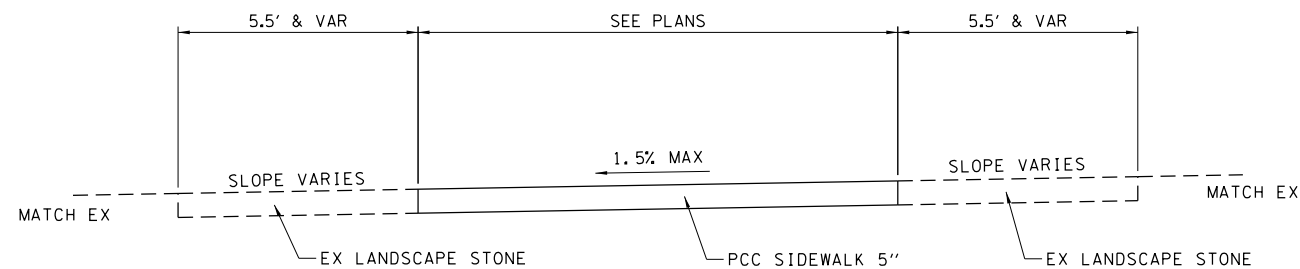 5.5' & VAR
SEE PLANS
5.5' & VAR
1.5% MAX
SLOPE VARIES
SLOPE VARIES
MATCH EX
MATCH EX
EX LANDSCAPE STONE
PCC SIDEWALK 5"
EX LANDSCAPE STONE